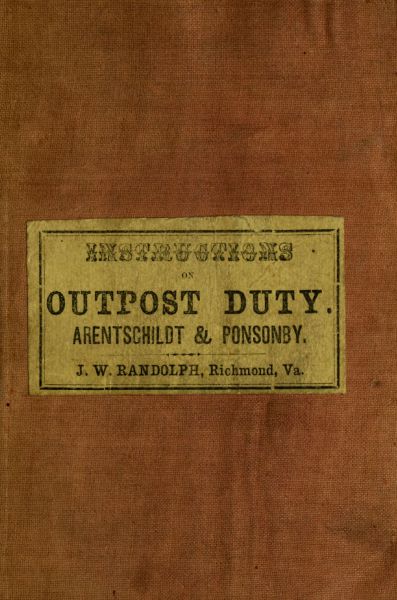 INSTRUCTIONS
ON
OUTPOST DUTY.
ARENTSCHILDT & PONSONBY.
J. W. RANDOLPH, Richmond, Va.